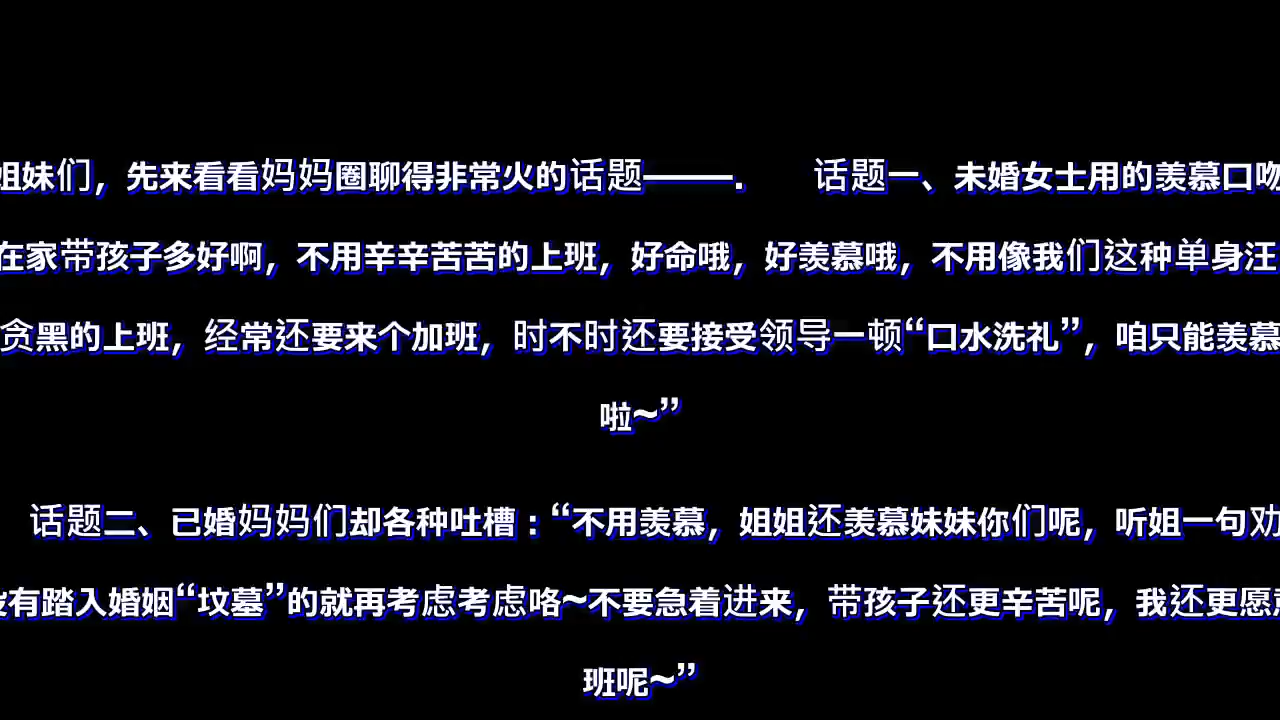 姐妹们，先来看看妈妈圈聊得非常火的话题———. 话题一、未婚女士用的羡慕口吻
在家带孩子多好啊，不用辛辛苦苦的上班，好命哦，好羡慕哦，不用像我们这种单身汪
贪黑的上班，经常还要来个加班，时不时还要接受领导一顿“口水洗礼”，咱只能羡慕
啦~”
话题二、已婚妈妈们却各种吐槽：“不用羡慕，姐姐还羡慕妹妹你们呢，听姐一句劝
没有踏入婚姻“坟墓”的就再考虑考虑咯~不要急着进来，带孩子还更辛苦呢，我还更愿意
班呢~”